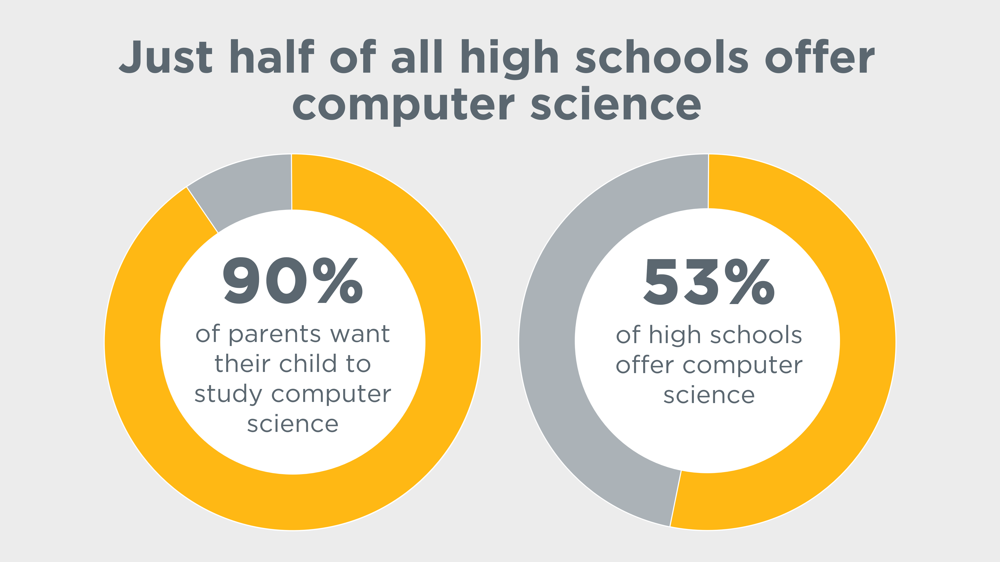 Just half of all high schools offer
computer science
90%
of parents want
their child to
study computer
science
53%
of high schools
offer computer
science